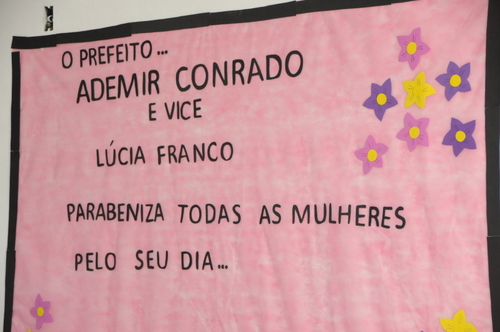 O PREFEITO...
ADEMIR CONRADO
E VICE
LÚCIA FRANCO
PARABENIZA TODAS AS MULHERES
PELO SEU DIA...